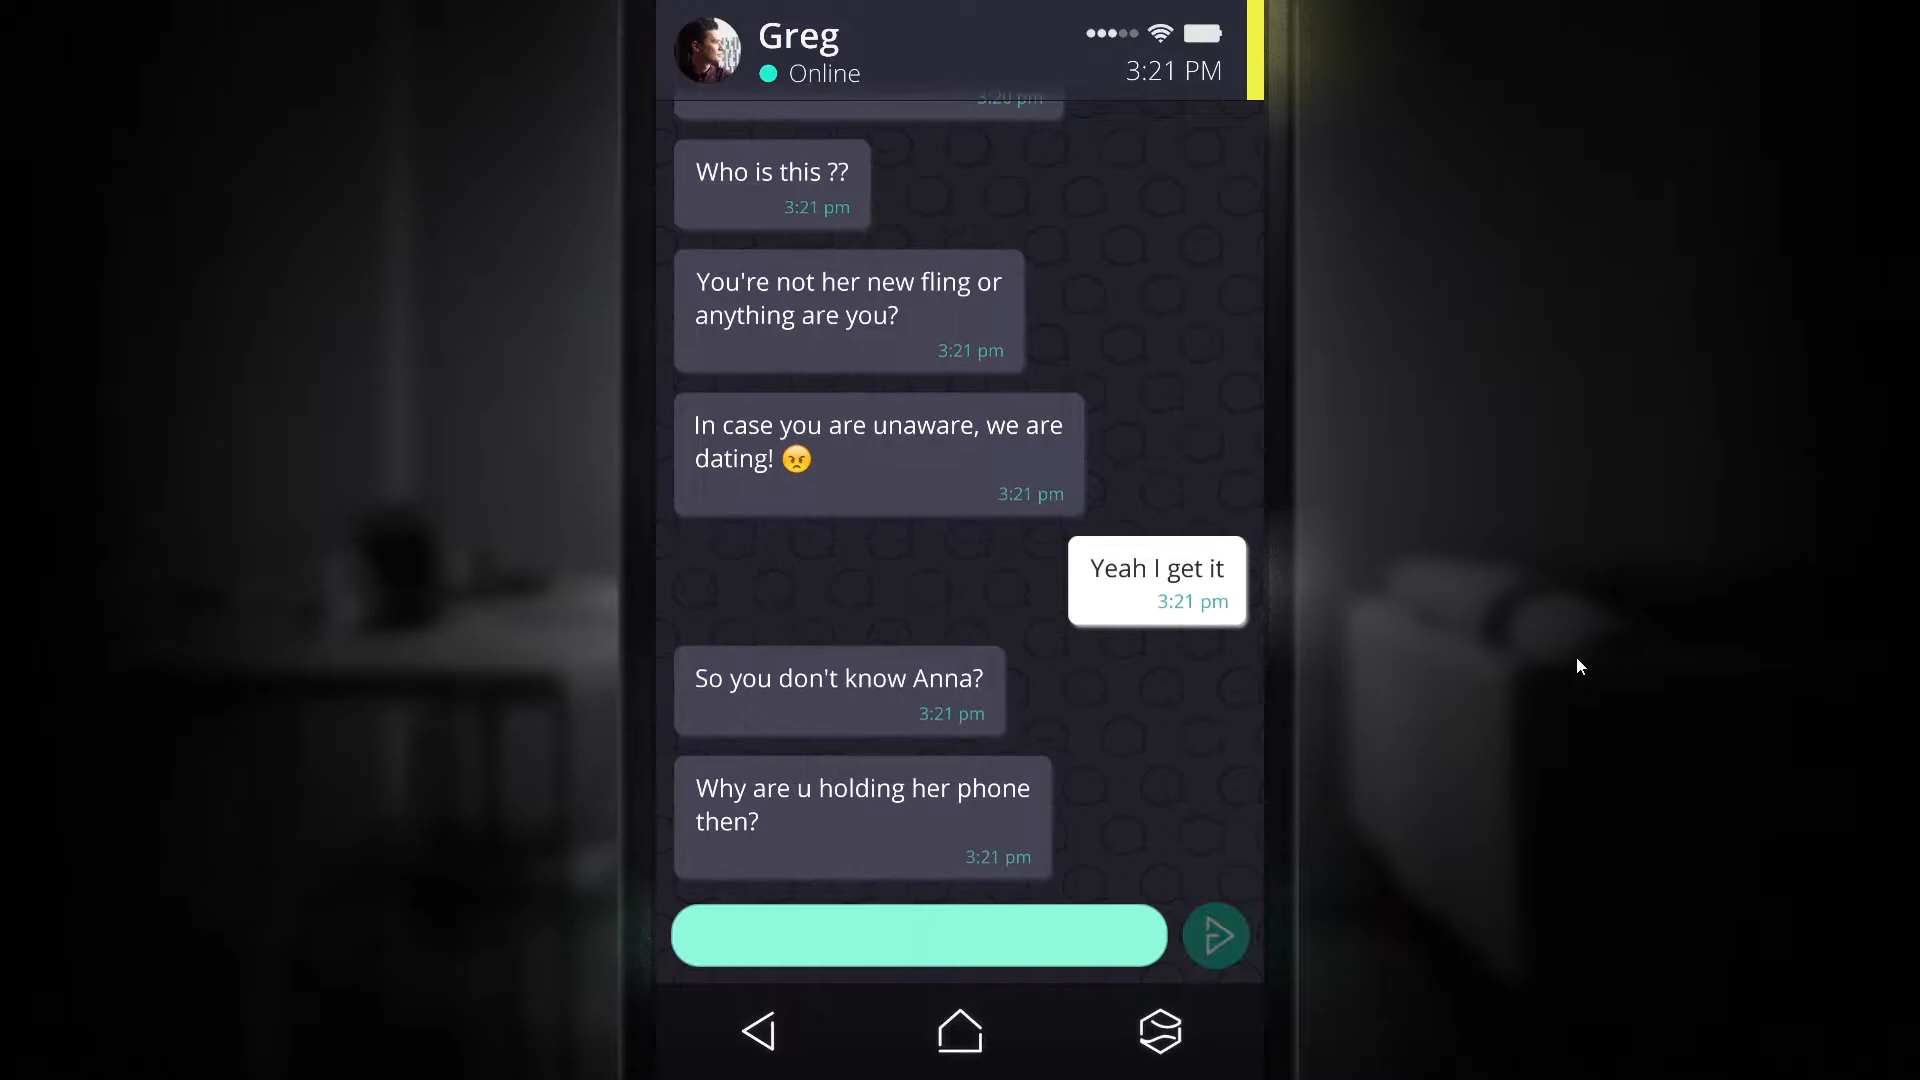 Greg
Online
3:21 PM
3:20 pm
Who is this ??
3:21 pm
You're not her new fling or
anything are you?
3:21 pm
In case you are unaware, we are
dating! 😠
3:21 pm
Yeah I get it
3:21 pm
So you don't know Anna?
3:21 pm
Why are u holding her phone
then?
3:21 pm